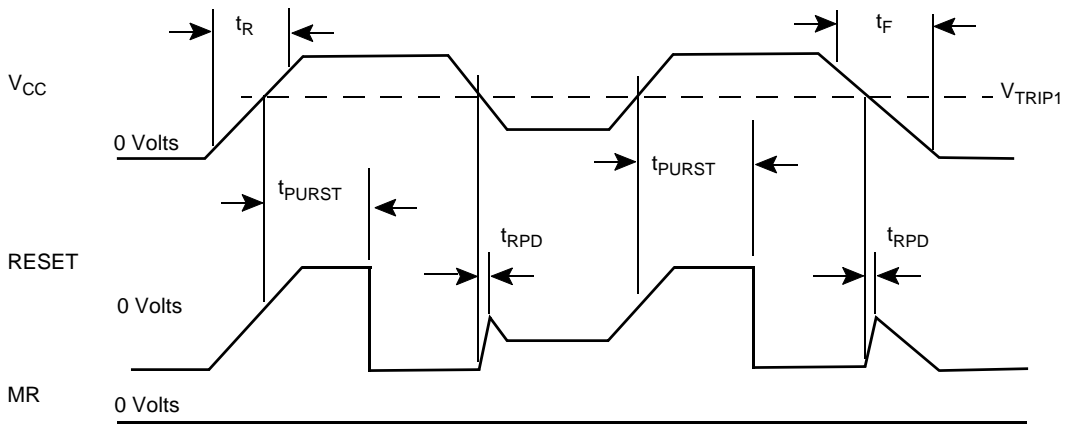 tR
tF
VCC
VTRIP1
0 Volts
tPURST
tPURST
tRPD
tRPD
RESET
0 Volts
MR
0 Volts